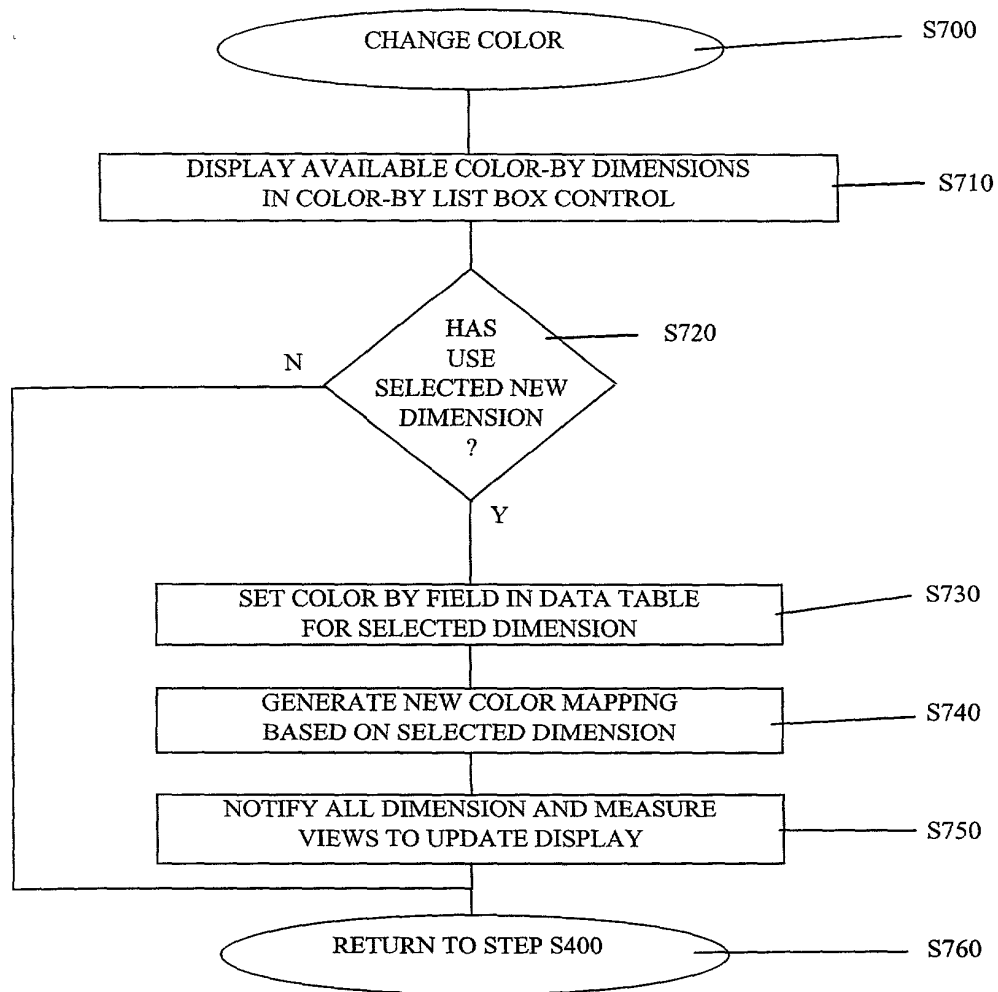 CHANGE COLOR
S700
DISPLAY AVAILABLE COLOR-BY DIMENSIONS
IN COLOR-BY LIST BOX CONTROL
S710
HAS
USE
SELECTED NEW
DIMENSION
?
S720
N
Y
SET COLOR BY FIELD IN DATA TABLE
FOR SELECTED DIMENSION
S730
GENERATE NEW COLOR MAPPING
BASED ON SELECTED DIMENSION
S740
NOTIFY ALL DIMENSION AND MEASURE
VIEWS TO UPDATE DISPLAY
S750
RETURN TO STEP S400
S760